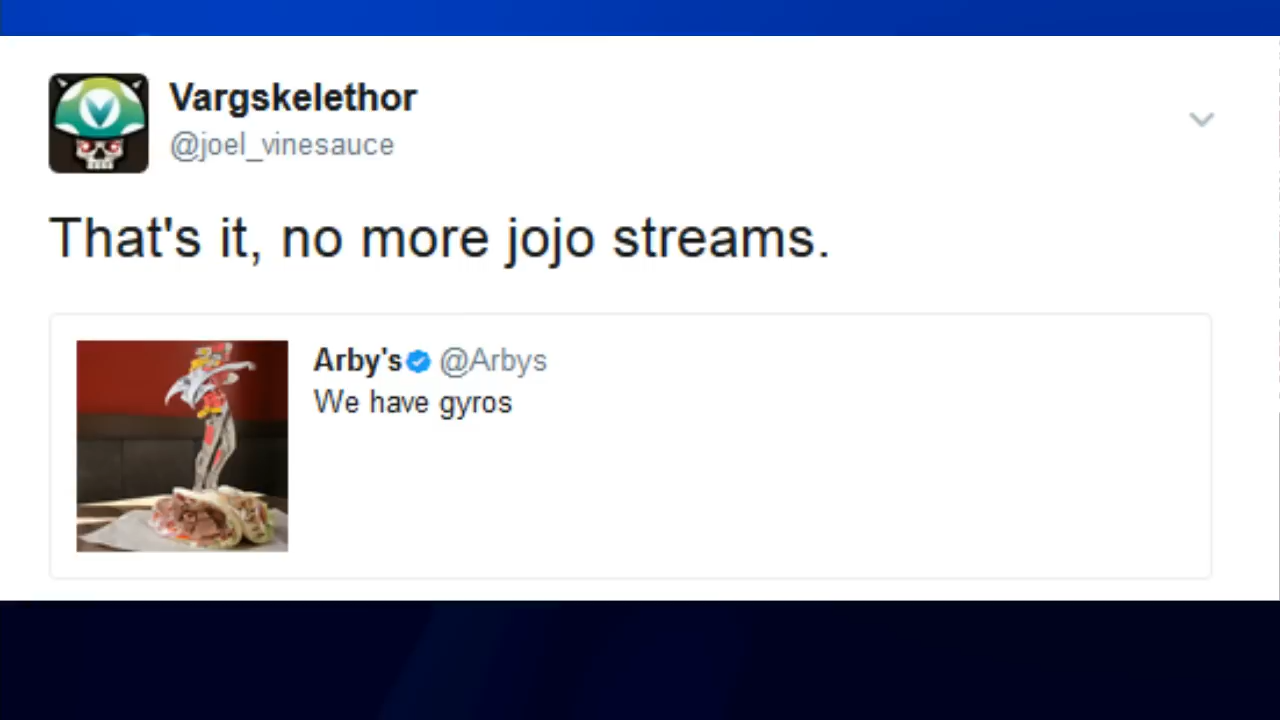 Vargskelethor
@joel_vinesauce
That's it, no more jojo streams.
Arby's @Arbys
We have gyros